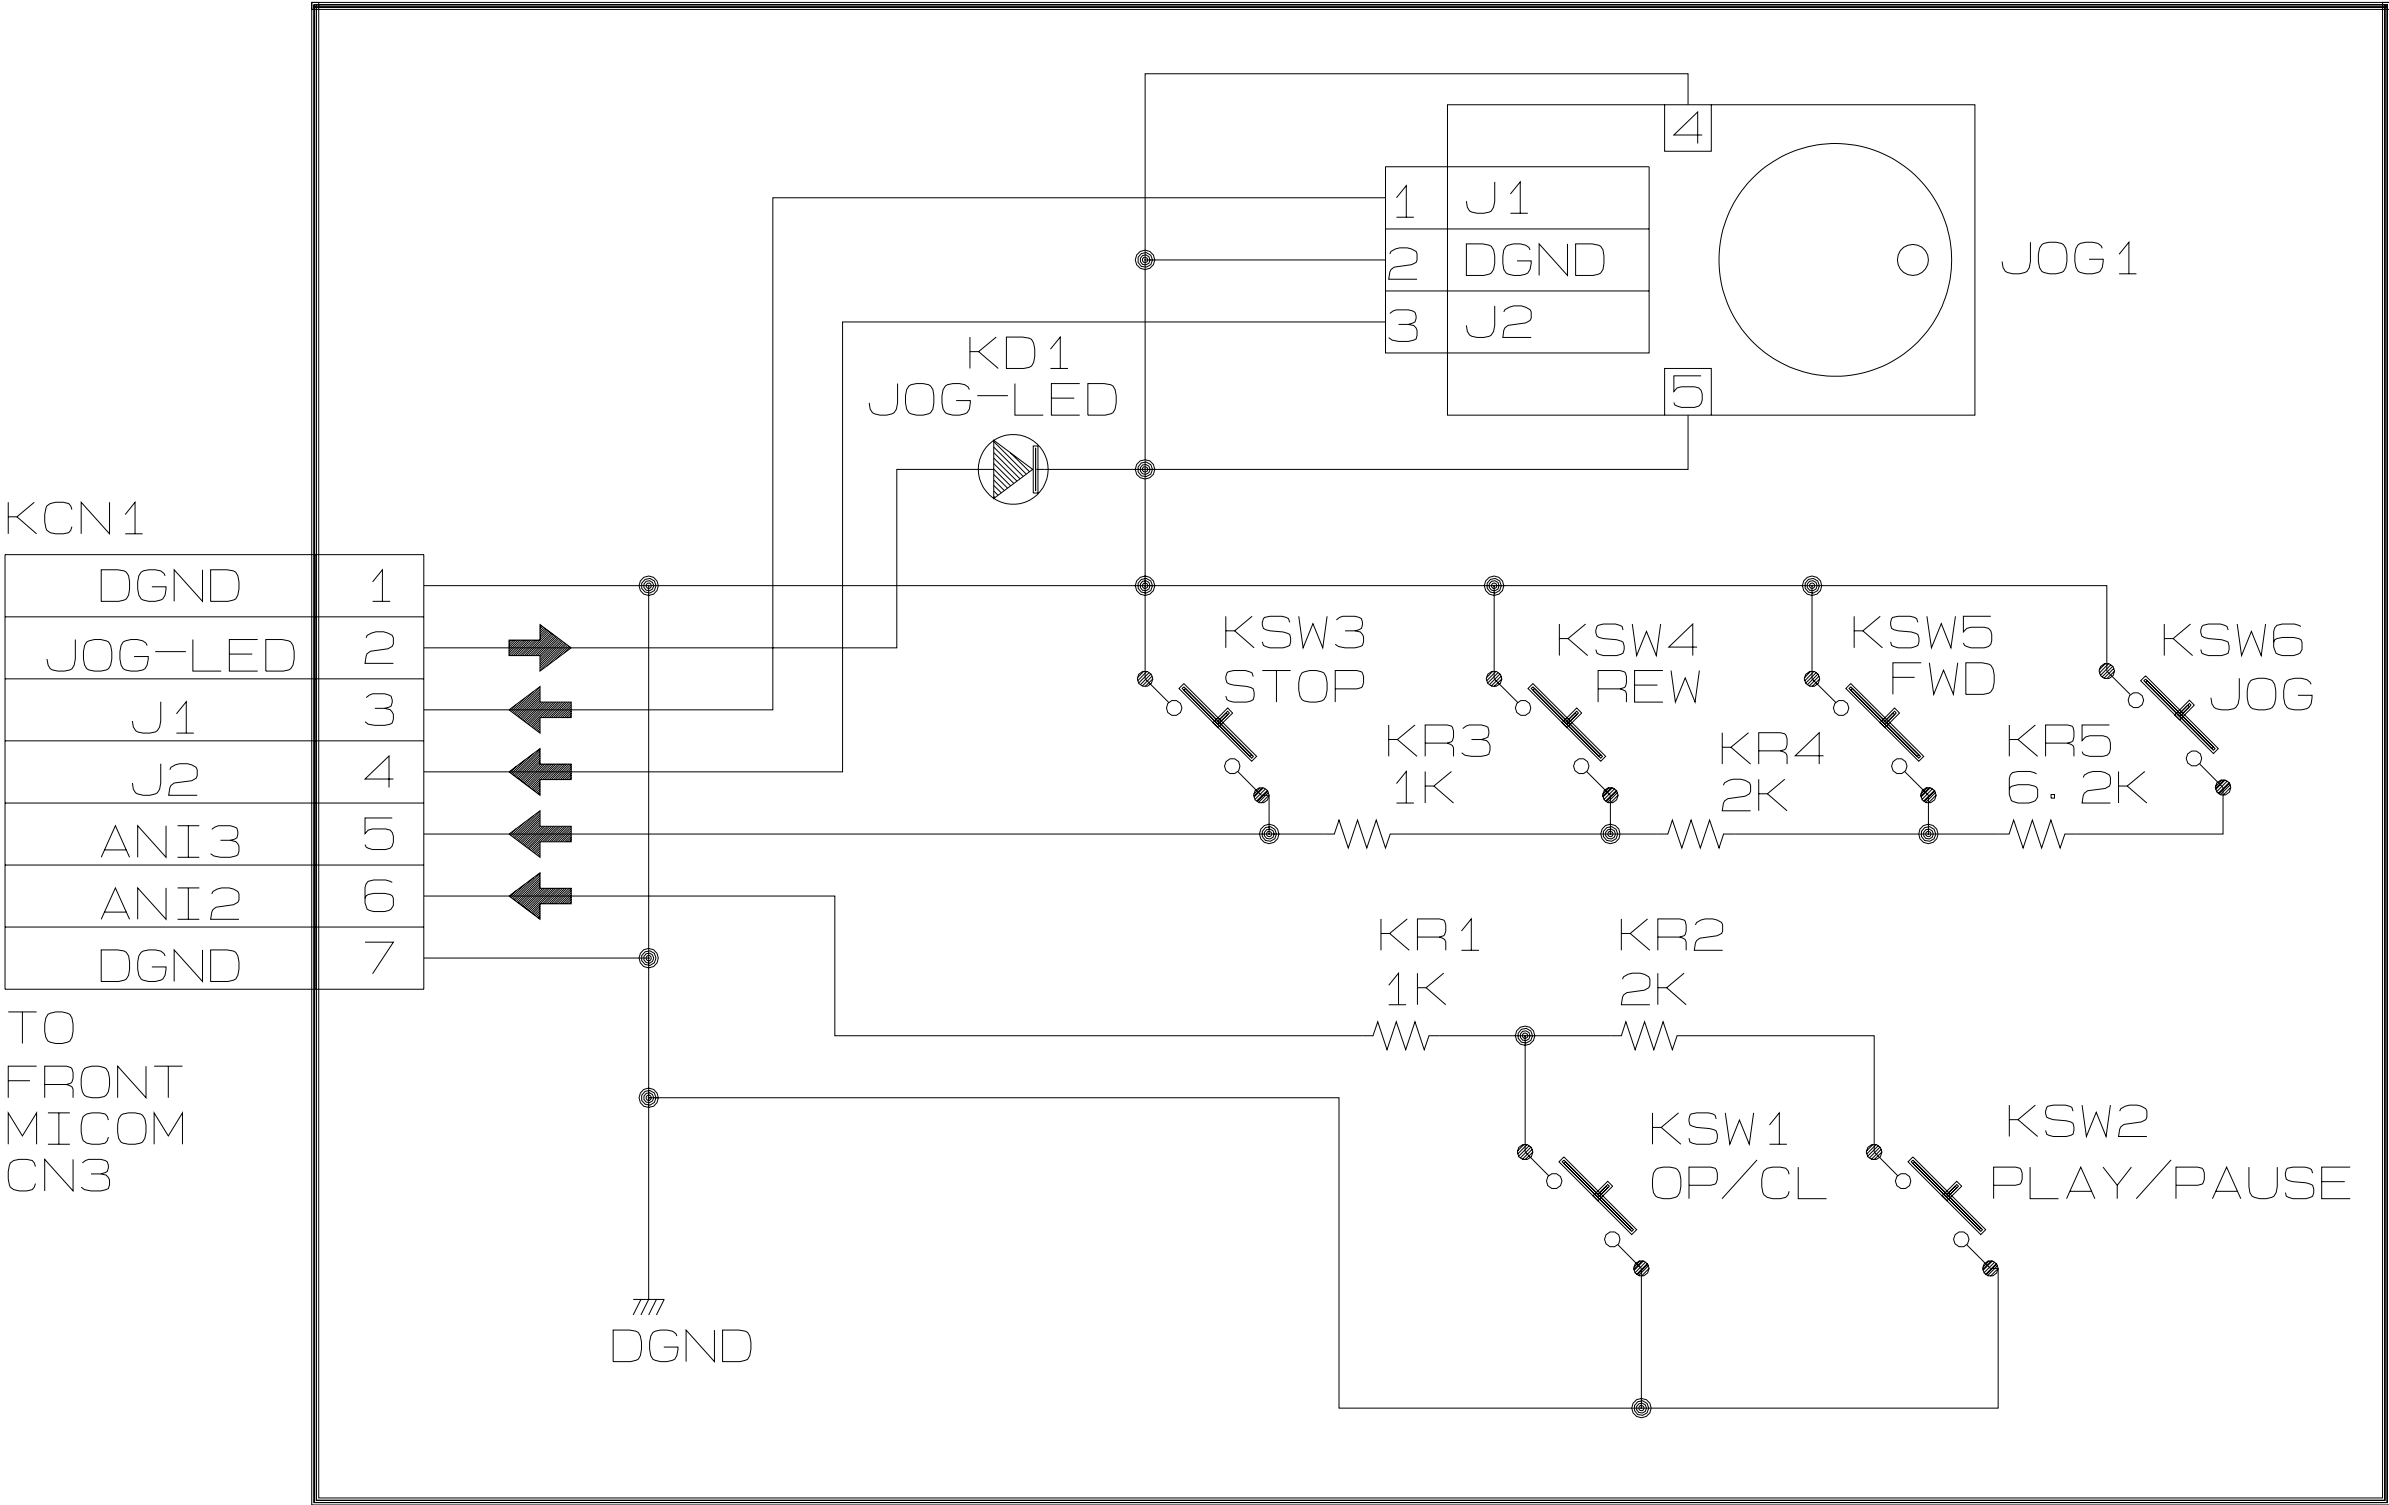 4
1 J1
2 DGND
3 J2
5
JOG1
KD1
JOG-LED
KCN1
DGND 1
JOG-LED 2
J1 3
J2 4
ANI3 5
ANI2 6
DGND 7
TO
FRONT
MICOM
CN3
KSW3
STOP
KR3
1K
KSW4
REW
KR4
2K
KSW5
FWD
KR5
6.2K
KSW6
JOG
KR1
1K
KR2
2K
KSW1
OP/CL
KSW2
PLAY/PAUSE
DGND